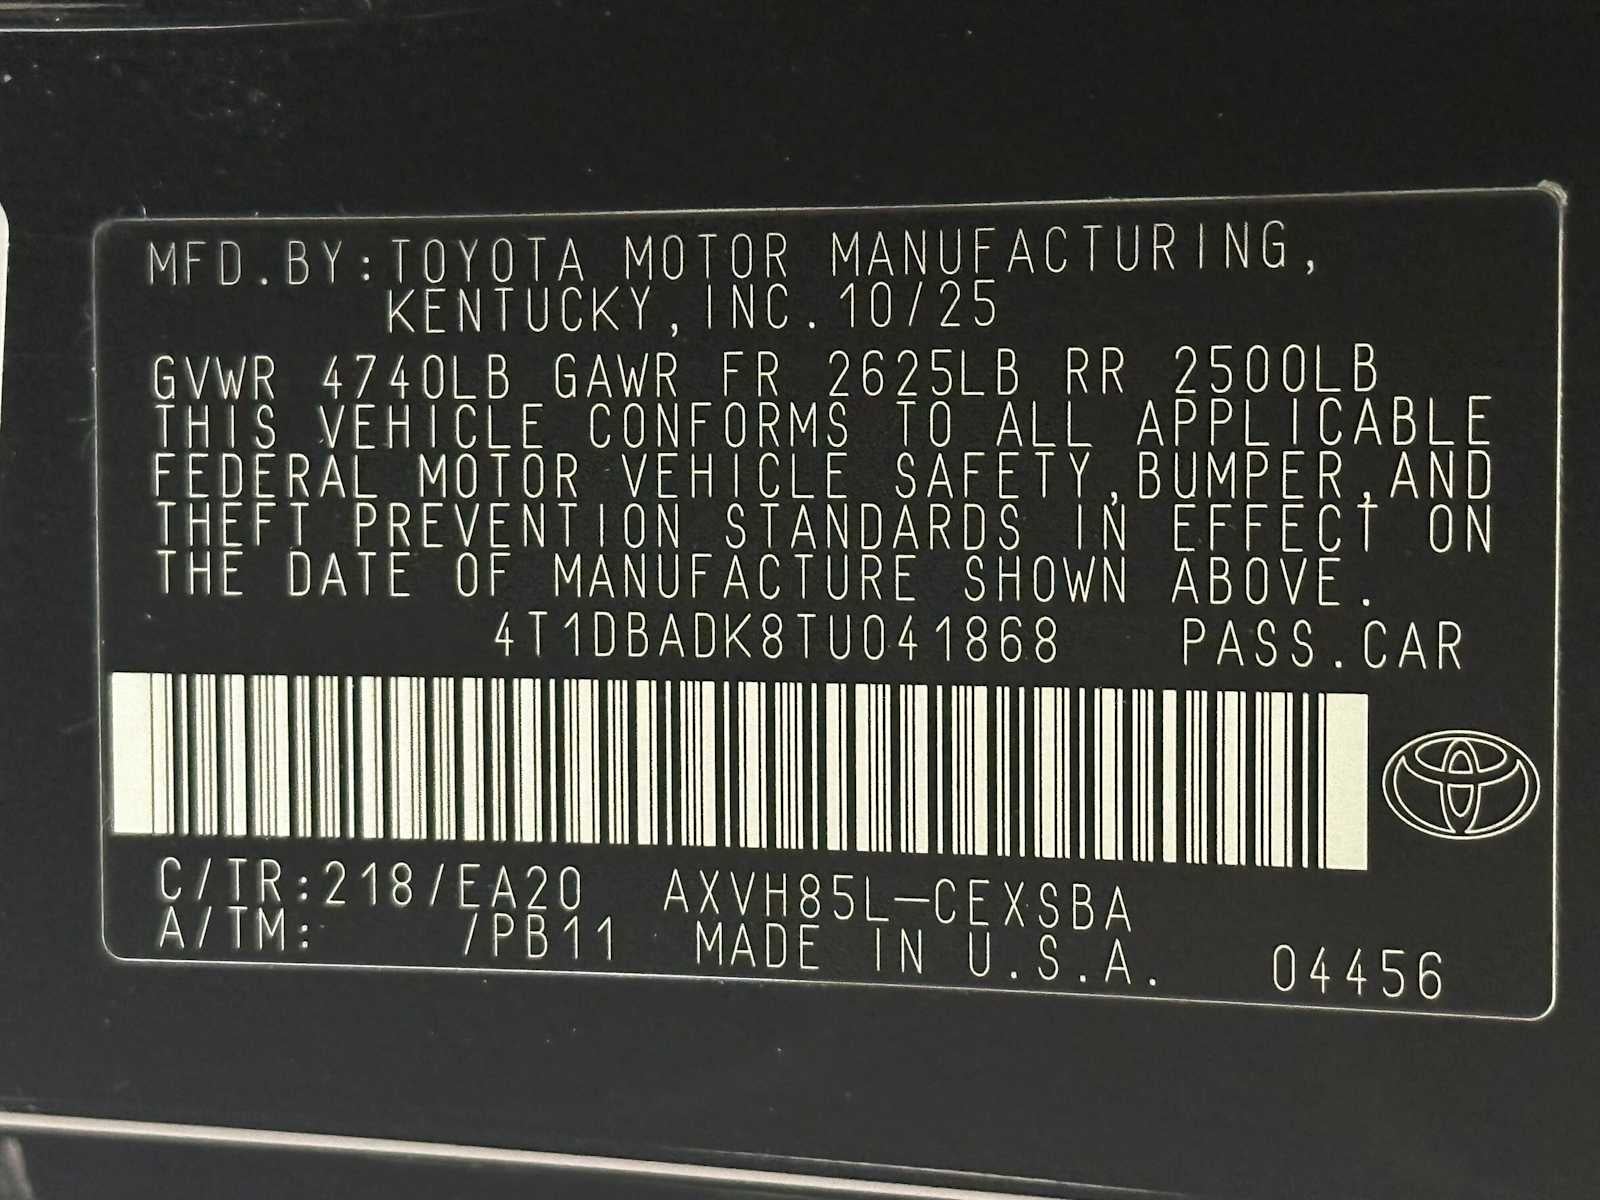 MFD.BY:TOYOTA MOTOR MANUFACTURING,
KENTUCKY,INC.10/25
GVWR 4740LB GAWR FR 2625LB RR 2500LB
THIS VEHICLE CONFORMS TO ALL APPLICABLE
FEDERAL MOTOR VEHICLE SAFETY,BUMPER,AND
THEFT PREVENTION STANDARDS IN EFFECT ON
THE DATE OF MANUFACTURE SHOWN ABOVE.
4T1DBADK8TU041868 PASS.CAR
C/TR:218/EA20 AXVH85L-CEXSBA
A/TM: /PB11 MADE IN U.S.A. 04456